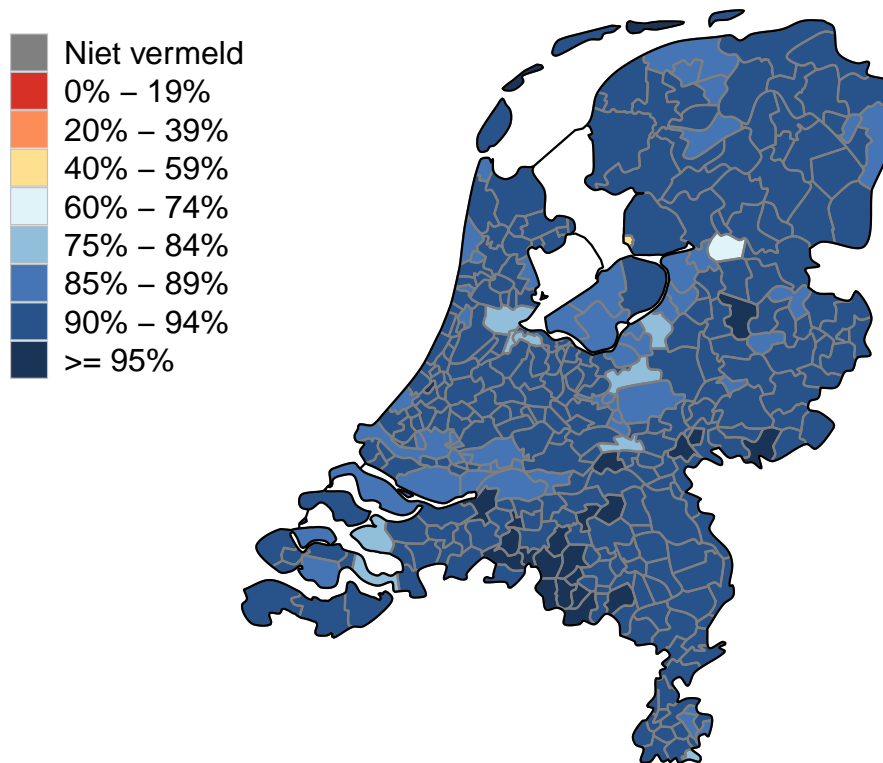 Niet vermeld
0% – 19%
20% – 39%
40% – 59%
60% – 74%
75% – 84%
85% – 89%
90% – 94%
>= 95%